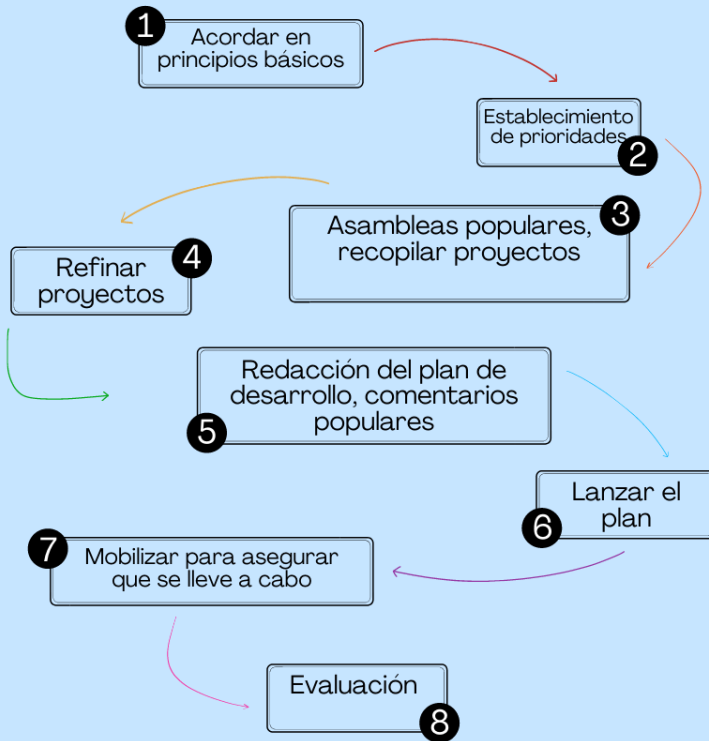 1
Acordar en
principios básicos
Establecimiento
de prioridades
2
3
Asambleas populares,
recopilar proyectos
4
Refinar
proyectos
Redacción del plan de
desarrollo, comentarios
populares
5
Lanzar el
plan
6
7
Mobilizar para asegurar
que se lleve a cabo
Evaluación
8